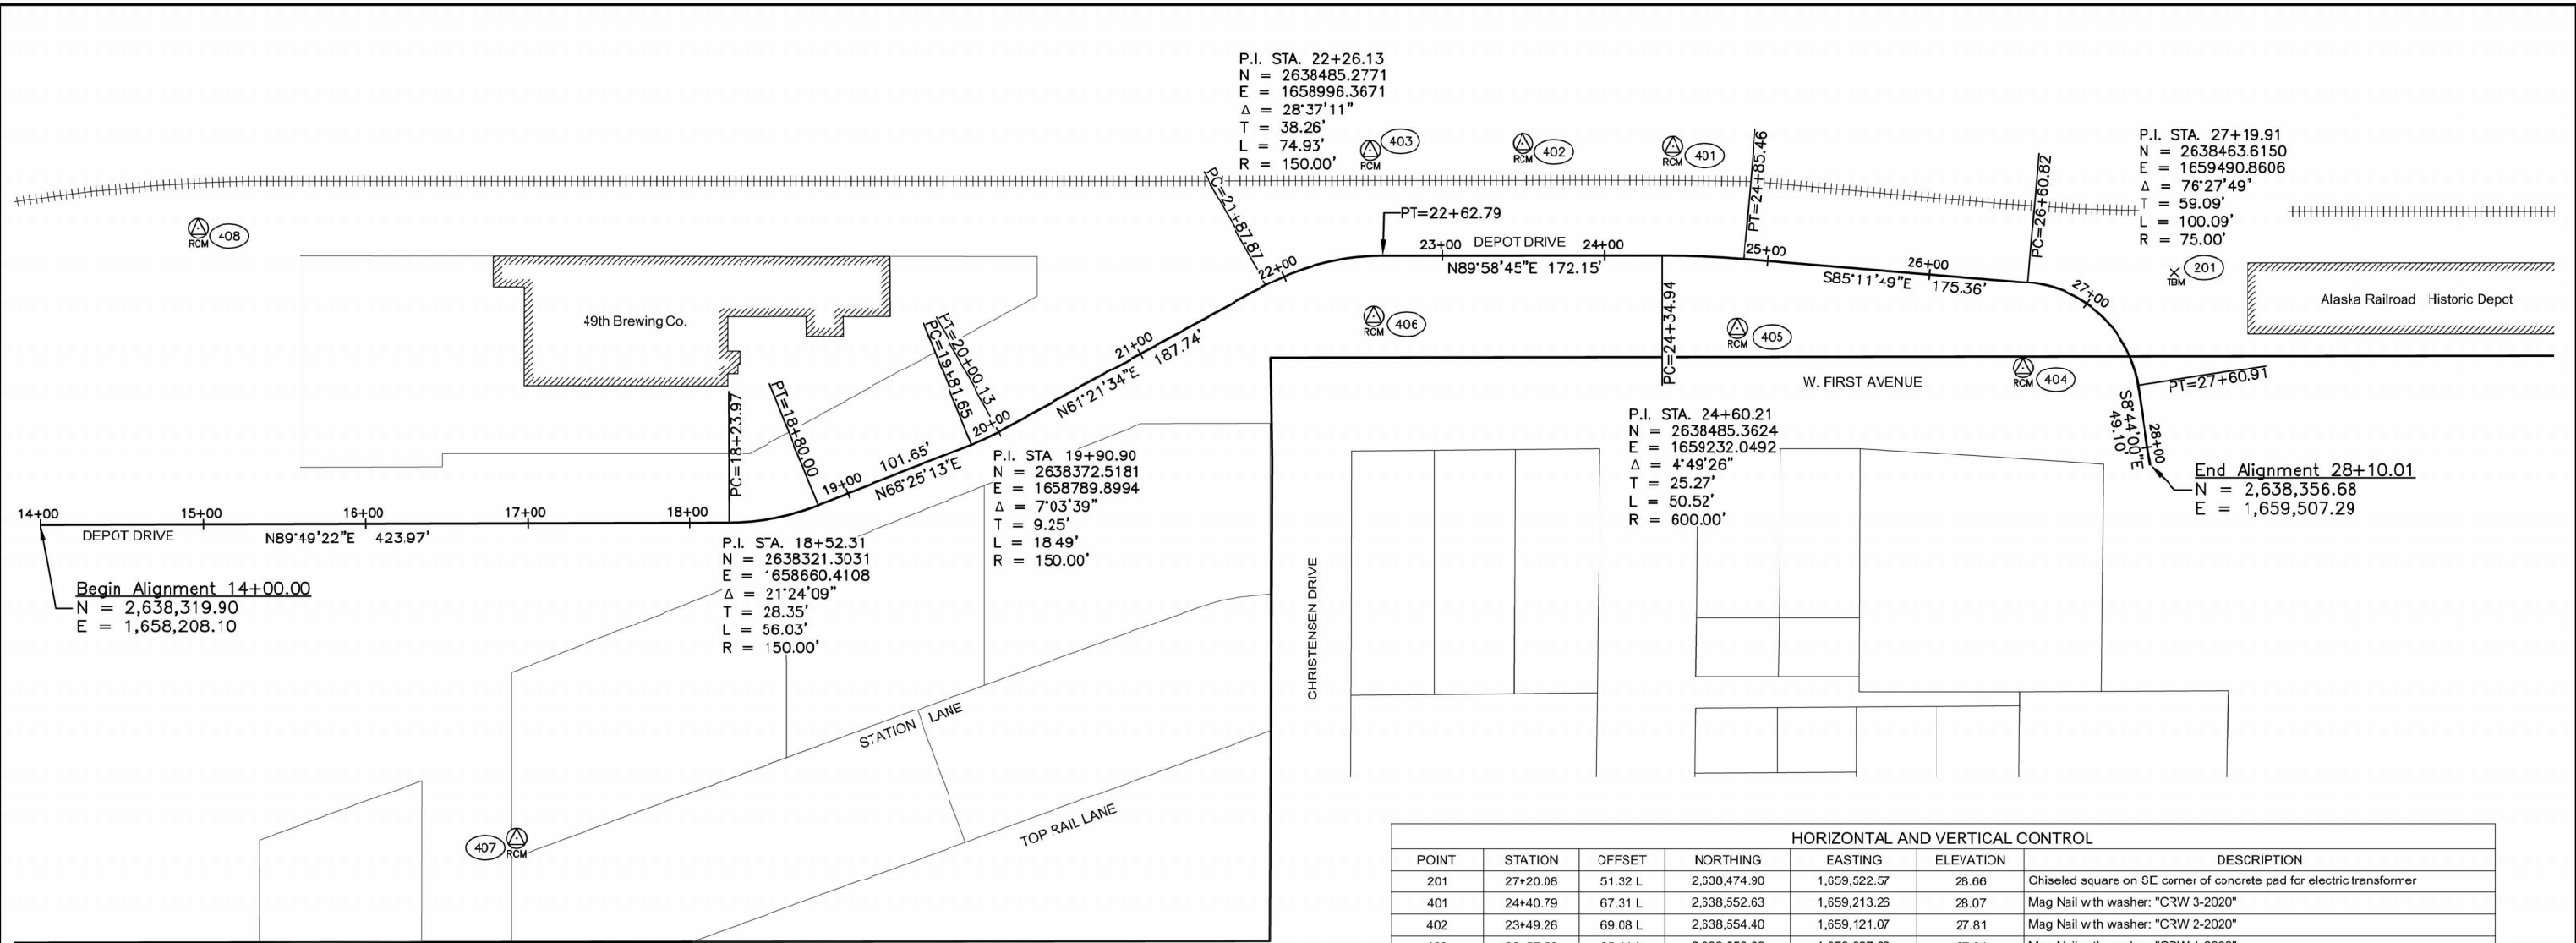 P.I. STA. 22+26.13
N = 2638485.2771
E = 1658996.3671
Δ = 28°37'11"
T = 38.26'
L = 74.93'
R = 150.00'
403
RCM
402
RCM
401
RCM
PT=24+85.46
PC=26+60.82
P.I. STA. 27+19.91
N = 2638463.6150
E = 1659490.8606
Δ = 76°27'49"
T = 59.09'
L = 100.09'
R = 75.00'
408
RCM
PC=21+87.87
PT=22+62.79
22+00
23+00
DEPOT DRIVE
24+00
N89°58'45"E 172.15'
25+00
S85°11'49"E 175.36'
26+00
27+00
201
TBM
Alaska Railroad Historic Depot
49th Brewing Co.
406
RCM
PC=24+34.94
405
RCM
W. FIRST AVENUE
404
RCM
PT=27+60.91
S8°44'00"E
49.10'
28+00
End Alignment 28+10.01
N = 2,638,356.68
E = 1,659,507.29
PT=20+00.13
PC=19+81.65
20+00
21+00
N61°21'34"E 187.74'
PC=18+23.97
PT=18+80.00
19+00
101.65'
N68°25'13"E
P.I. STA. 19+90.90
N = 2638372.5181
E = 1658789.8994
Δ = 7°03'39"
T = 9.25'
L = 18.49'
R = 150.00'
P.I. STA. 24+60.21
N = 2638485.3624
E = 1659232.0492
Δ = 4°49'26"
T = 25.27'
L = 50.52'
R = 600.00'
14+00
15+00
16+00
17+00
18+00
DEPOT DRIVE
N89°49'22"E 423.97'
Begin Alignment 14+00.00
N = 2,638,319.90
E = 1,658,208.10
P.I. STA. 18+52.31
N = 2638321.3031
E = 1658660.4108
Δ = 21°24'09"
T = 28.35'
L = 56.03'
R = 150.00'
CHRISTENSEN DRIVE
STATION LANE
TOP RAIL LANE
407
RCM
HORIZONTAL AND VERTICAL CONTROL
POINT STATION OFFSET NORTHING EASTING ELEVATION DESCRIPTION
201 27+20.08 51.32 L 2,638,474.90 1,659,522.57 28.66 Chiseled square on SE corner of concrete pad for electric transformer
401 24+40.79 67.31 L 2,638,552.63 1,659,213.26 28.07 Mag Nail with washer: "CRW 3-2020"
402 23+49.26 69.08 L 2,638,554.40 1,659,121.07 27.81 Mag Nail with washer: "CRW 2-2020"